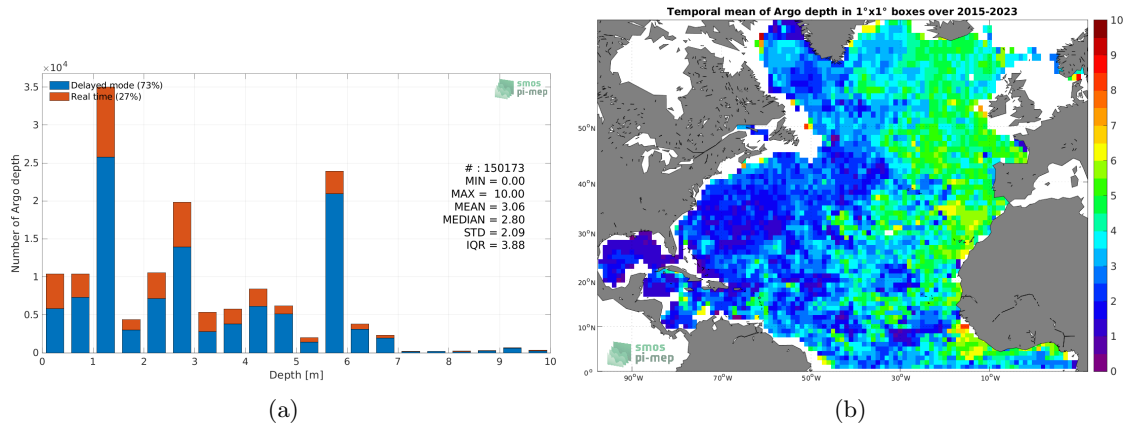 ×10⁴
3.5
3
2.5
2
1.5
1
0.5
0
Number of Argo depth
Delayed mode (73%)
Real time (27%)
smos
pi-mep
# : 150173
MIN = 0.00
MAX = 10.00
MEAN = 3.06
MEDIAN = 2.80
STD = 2.09
IQR = 3.88
0 1 2 3 4 5 6 7 8 9 10
Depth [m]
(a)
Temporal mean of Argo depth in 1°x1° boxes over 2015-2023
50°N
40°N
30°N
20°N
10°N
0°
90°W 70°W 50°W 30°W 10°W
smos
pi-mep
10
9
8
7
6
5
4
3
2
1
0
(b)